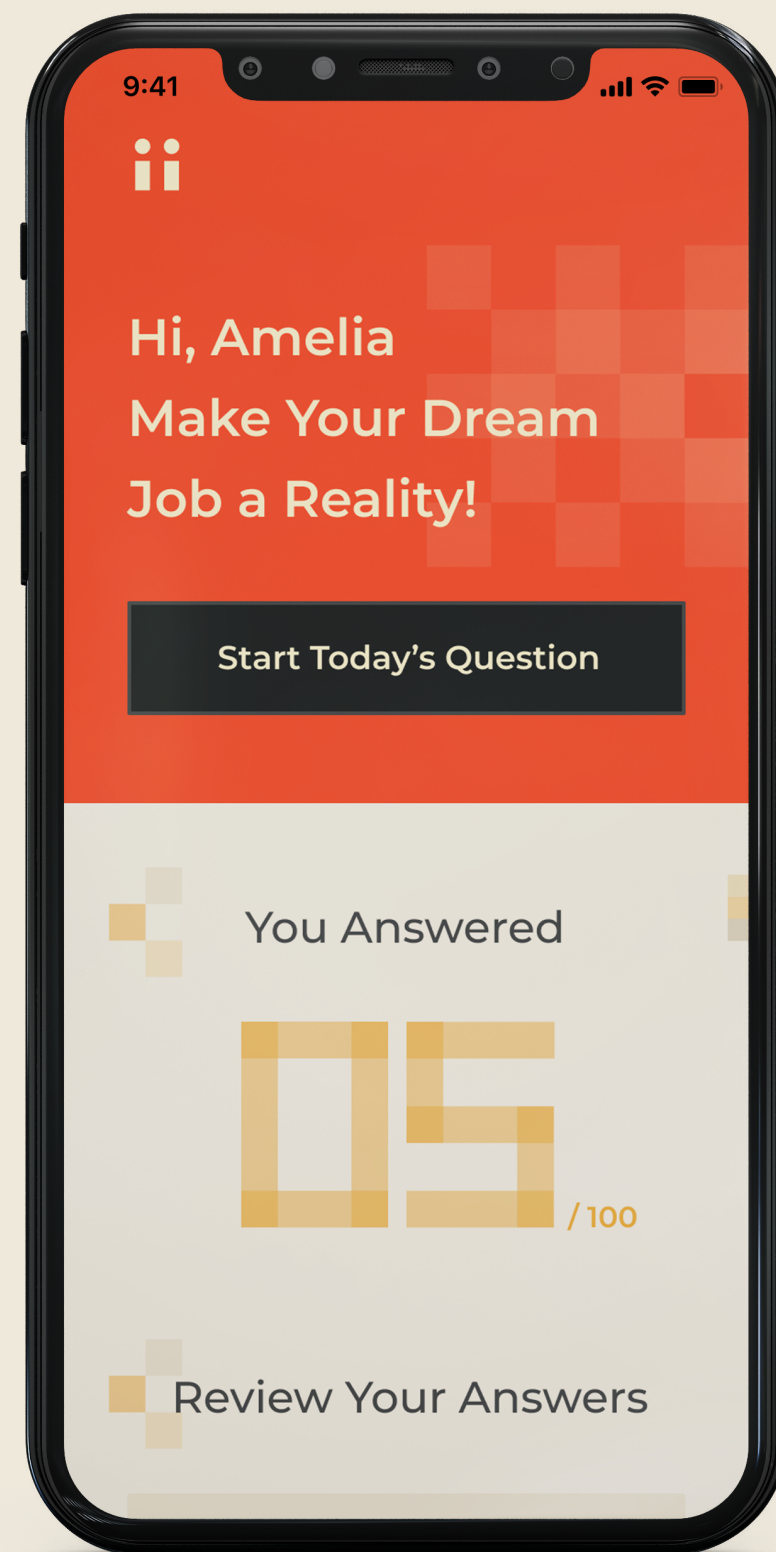 9:41
ii
Hi, Amelia
Make Your Dream
Job a Reality!
Start Today’s Question
You Answered
05
/ 100
Review Your Answers